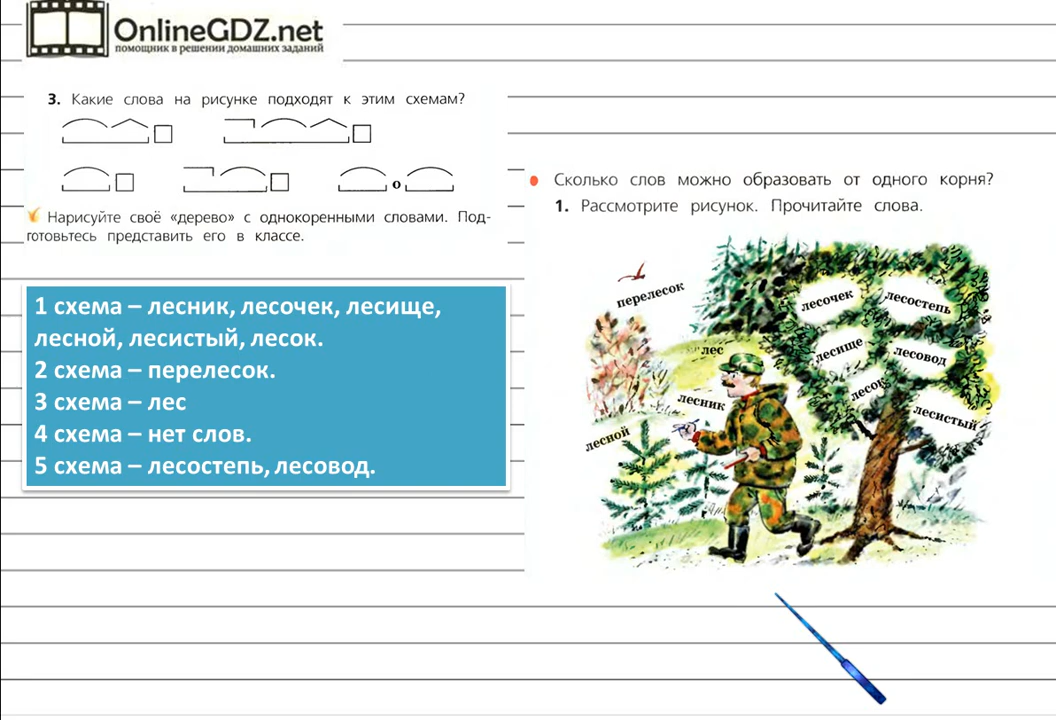 OnlineGDZ.net
помощник в решении домашних заданий
3. Какие слова на рисунке подходят к этим схемам?
о
Нарисуйте своё «дерево» с однокоренными словами. Под-
готовьтесь представить его в классе.
1 схема – лесник, лесочек, лесище,
лесной, лесистый, лесок.
2 схема – перелесок.
3 схема – лес
4 схема – нет слов.
5 схема – лесостепь, лесовод.
Сколько слов можно образовать от одного корня?
1. Рассмотрите рисунок. Прочитайте слова.
перелесок
лесочек
лесостепь
лес
лесище
лесовод
лесник
лесок
лесистый
лесной